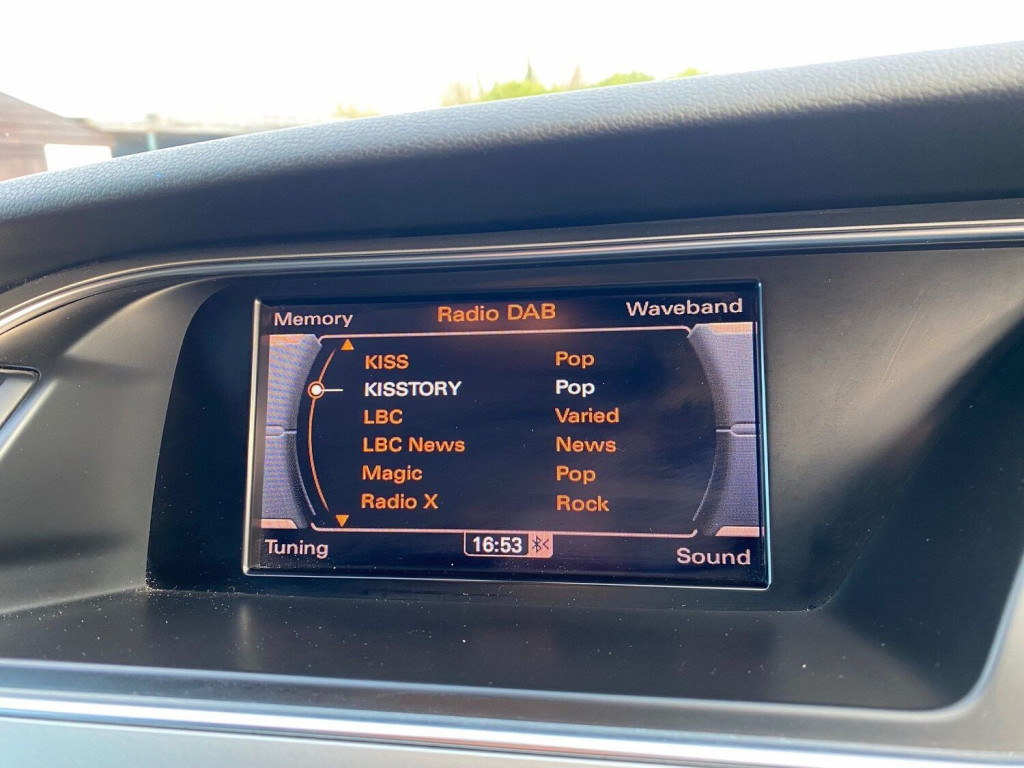 Memory Radio DAB Waveband
KISS Pop
KISSTORY Pop
LBC Varied
LBC News News
Magic Pop
Radio X Rock
Tuning 16:53 Sound